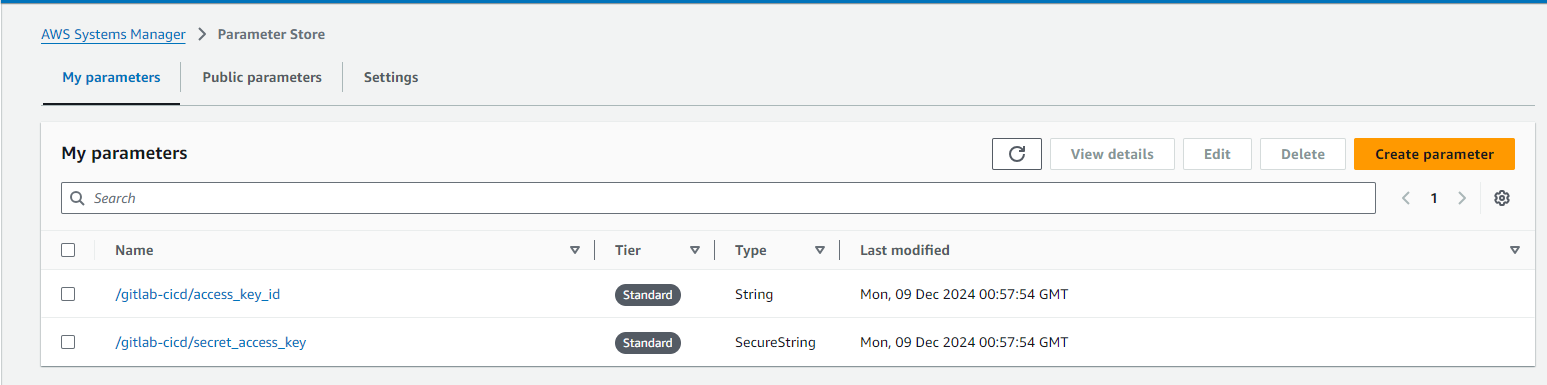 AWS Systems Manager > Parameter Store
My parameters Public parameters Settings
My parameters View details Edit Delete Create parameter
Search 1
Name Tier Type Last modified
/gitlab-cicd/access_key_id Standard String Mon, 09 Dec 2024 00:57:54 GMT
/gitlab-cicd/secret_access_key Standard SecureString Mon, 09 Dec 2024 00:57:54 GMT